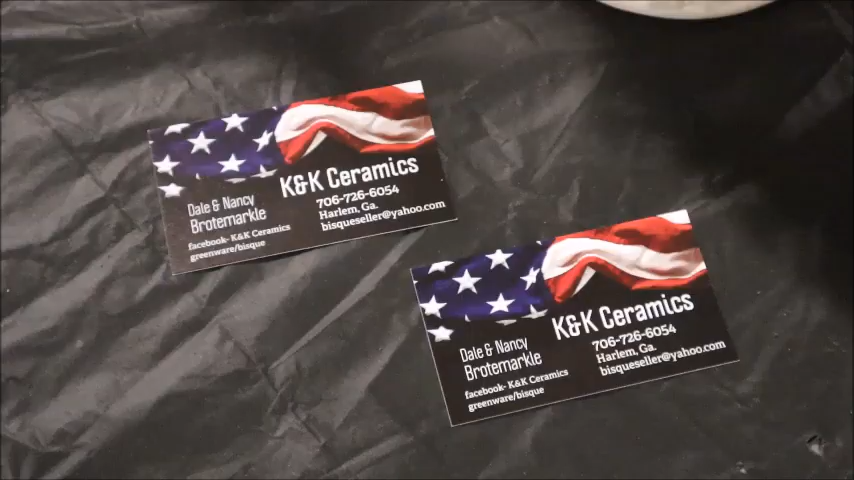 K&K Ceramics
706-726-6054
Harlem, Ga.
bisqueseller@yahoo.com
Dale & Nancy
Brotemarkle
facebook- K&K Ceramics
greenware/bisque
K&K Ceramics
706-726-6054
Harlem, Ga.
bisqueseller@yahoo.com
Dale & Nancy
Brotemarkle
facebook- K&K Ceramics
greenware/bisque